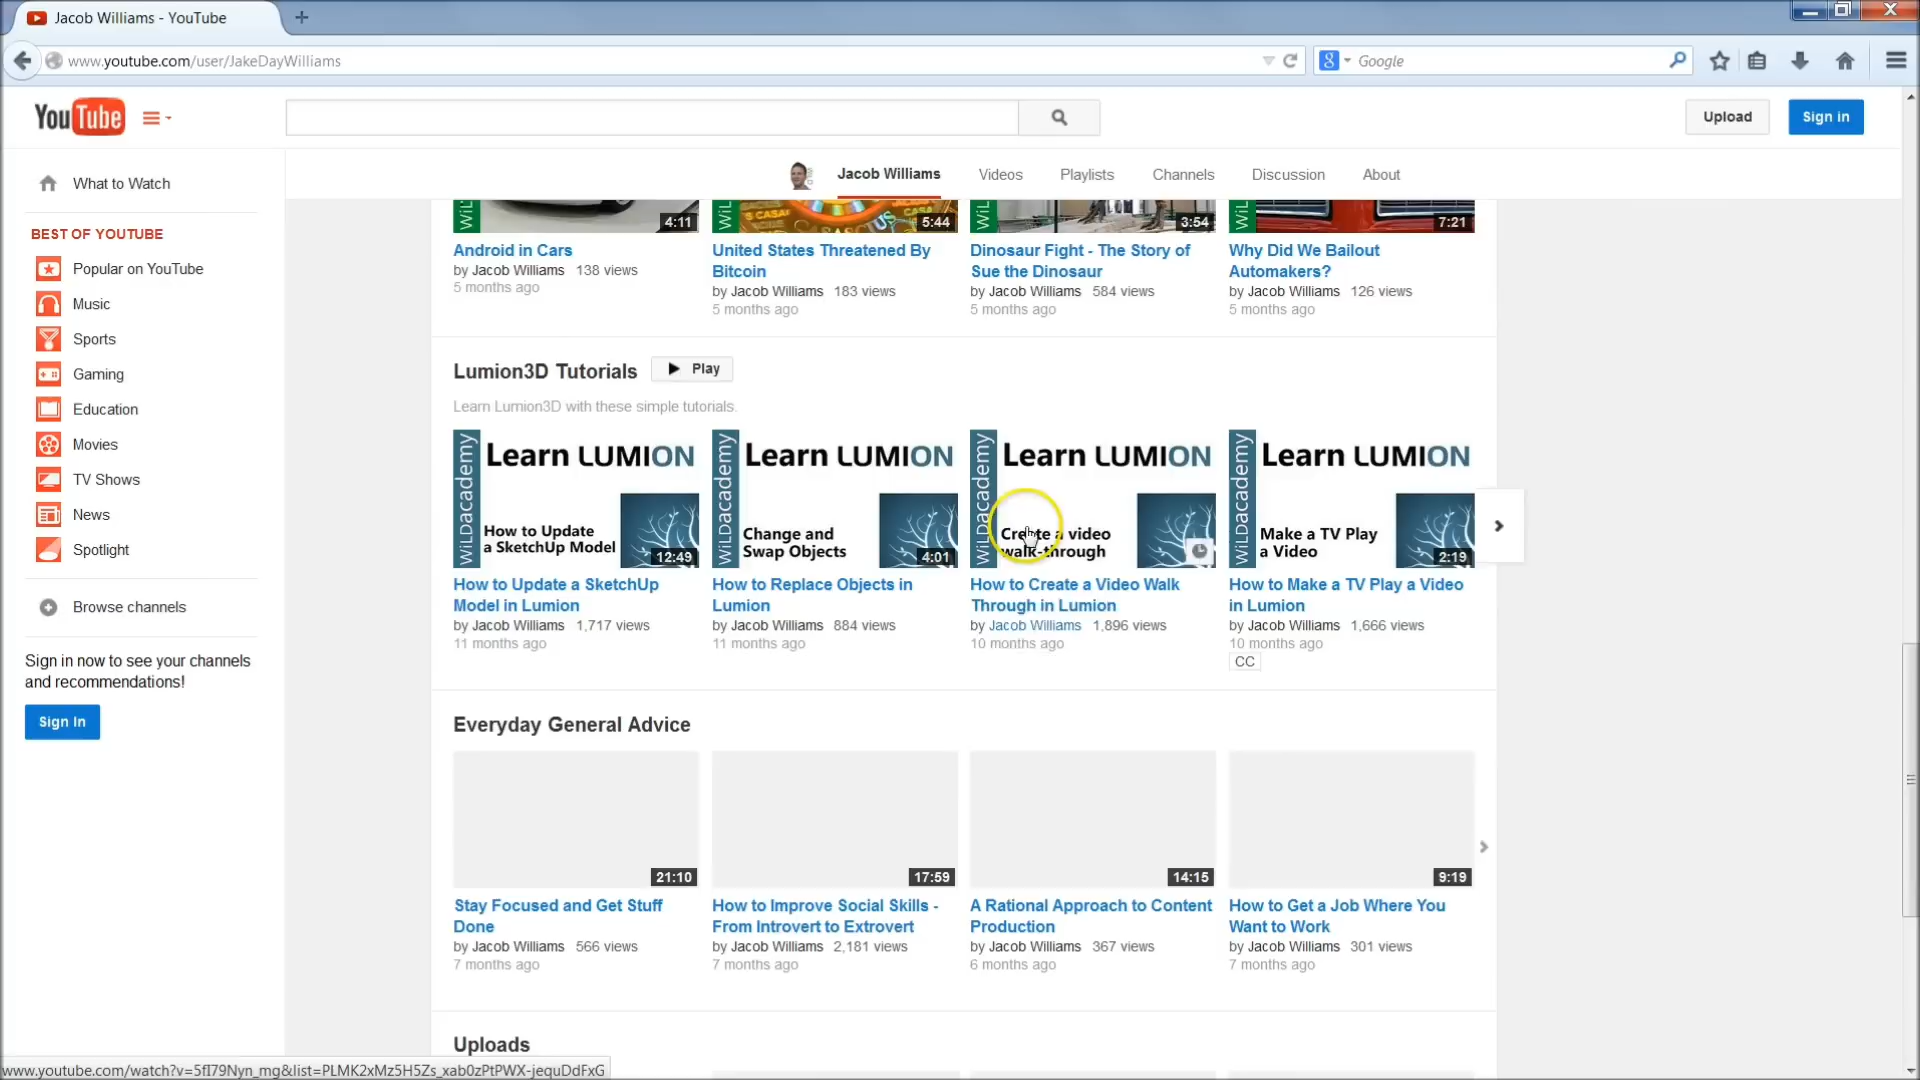 Jacob Williams - YouTube
www.youtube.com/user/JakeDayWilliams
Google
YouTube
Upload
Sign in
Jacob Williams
Videos
Playlists
Channels
Discussion
About
What to Watch
BEST OF YOUTUBE
Popular on YouTube
Music
Sports
Gaming
Education
Movies
TV Shows
News
Spotlight
Browse channels
Sign in now to see your channels
and recommendations!
Sign In
4:11
Android in Cars
by Jacob Williams 138 views
5 months ago
5:44
United States Threatened By
Bitcoin
by Jacob Williams 183 views
5 months ago
3:54
Dinosaur Fight - The Story of
Sue the Dinosaur
by Jacob Williams 584 views
5 months ago
7:21
Why Did We Bailout
Automakers?
by Jacob Williams 126 views
5 months ago
Lumion3D Tutorials
Play
Learn Lumion3D with these simple tutorials.
WiLDacademy
Learn LUMION
How to Update
a SketchUp Model
12:49
How to Update a SketchUp
Model in Lumion
by Jacob Williams 1,717 views
11 months ago
WiLDacademy
Learn LUMION
Change and
Swap Objects
4:01
How to Replace Objects in
Lumion
by Jacob Williams 884 views
11 months ago
WiLDacademy
Learn LUMION
Create a video
walk-through
How to Create a Video Walk
Through in Lumion
by Jacob Williams 1,896 views
10 months ago
WiLDacademy
Learn LUMION
Make a TV Play
a Video
2:19
How to Make a TV Play a Video
in Lumion
by Jacob Williams 1,666 views
10 months ago
CC
Everyday General Advice
21:10
Stay Focused and Get Stuff
Done
by Jacob Williams 566 views
7 months ago
17:59
How to Improve Social Skills -
From Introvert to Extrovert
by Jacob Williams 2,181 views
7 months ago
14:15
A Rational Approach to Content
Production
by Jacob Williams 367 views
6 months ago
9:19
How to Get a Job Where You
Want to Work
by Jacob Williams 301 views
7 months ago
Uploads
www.youtube.com/watch?v=5fI79Nyn_mg&list=PLMK2xMz5H5Zs_xab0zPtPWX-jequDdFxG